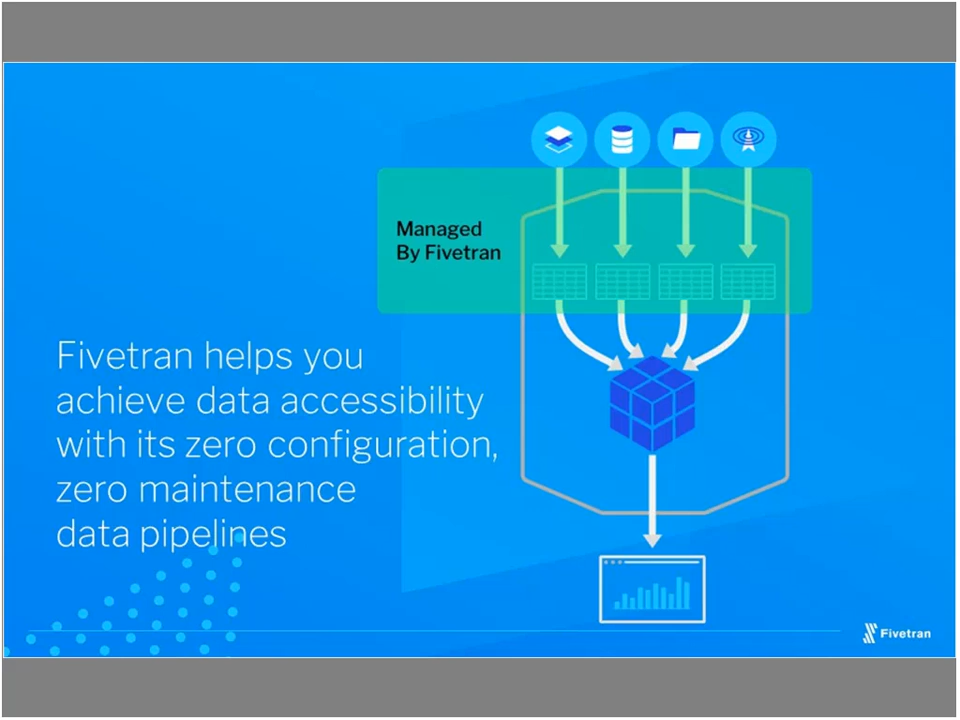 Managed
By Fivetran
Fivetran helps you
achieve data accessibility
with its zero configuration,
zero maintenance
data pipelines
Fivetran